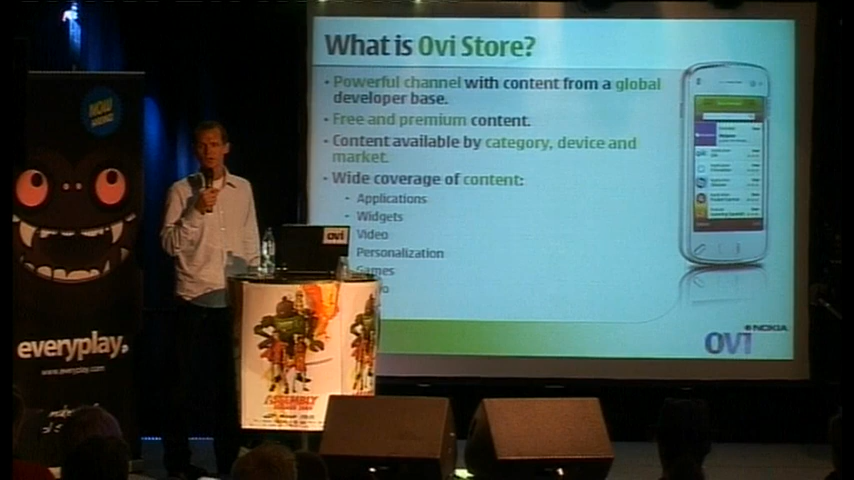 What is Ovi Store?
• Powerful channel with content from a global
developer base.
• Free and premium content.
• Content available by category, device and
market.
• Wide coverage of content:
• Applications
• Widgets
Video
Personalization
Games
OVI
NOKIA
ovi
NOW
everyplay.
www.everyplay.com
ASSEMBLY